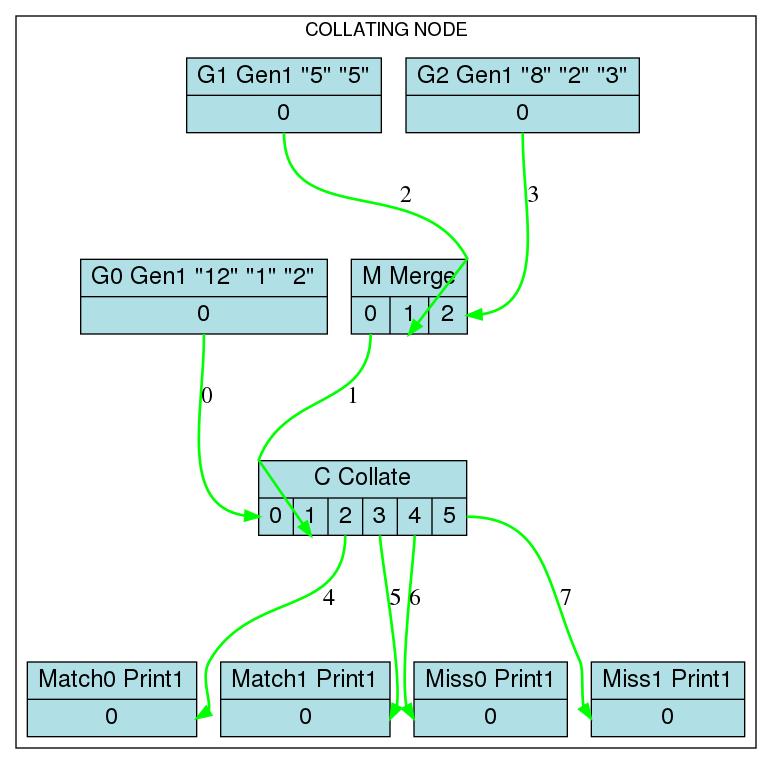 COLLATING NODE
G1 Gen1 "5" "5"
0
G2 Gen1 "8" "2" "3"
0
2
3
G0 Gen1 "12" "1" "2"
0
M Merge
0 1 2
0
1
C Collate
0 1 2 3 4 5
4
5
6
7
Match0 Print1
0
Match1 Print1
0
Miss0 Print1
0
Miss1 Print1
0